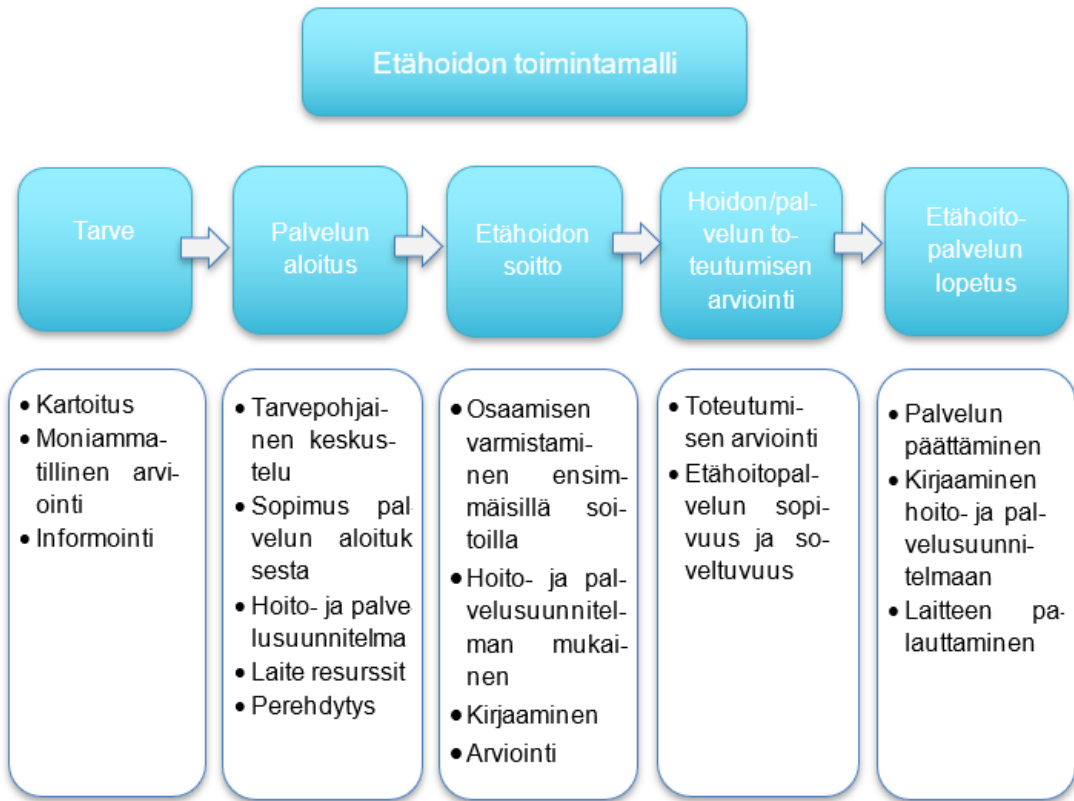 Etähoidon toimintamalli
Tarve
Palvelun
aloitus
Etähoidon
soitto
Hoidon/pal-
velun to-
teutumisen
arviointi
Etähoito-
palvelun
lopetus
• Kartoitus
• Moniamma-
tillinen arvi-
ointi
• Informointi
• Tarvepohjai-
nen keskus-
telu
• Sopimus pal
velun aloituk
sesta
• Hoito- ja palve
lusuunnitelma
• Laite resurssit
• Perehdytys
• Osaamisen
varmistami-
nen ensim-
mäisillä soi-
toilla
• Hoito- ja pal-
velusuunnitel-
man mukai-
nen
• Kirjaaminen
• Arviointi
• Toteutumi-
sen arviointi
• Etähoitopal-
velun sopi-
vuus ja so-
veltuvuus
• Palvelun
päättäminen
• Kirjaaminen
hoito- ja pal-
velusuunni-
telmaan
• Laitteen pa-
lauttaminen